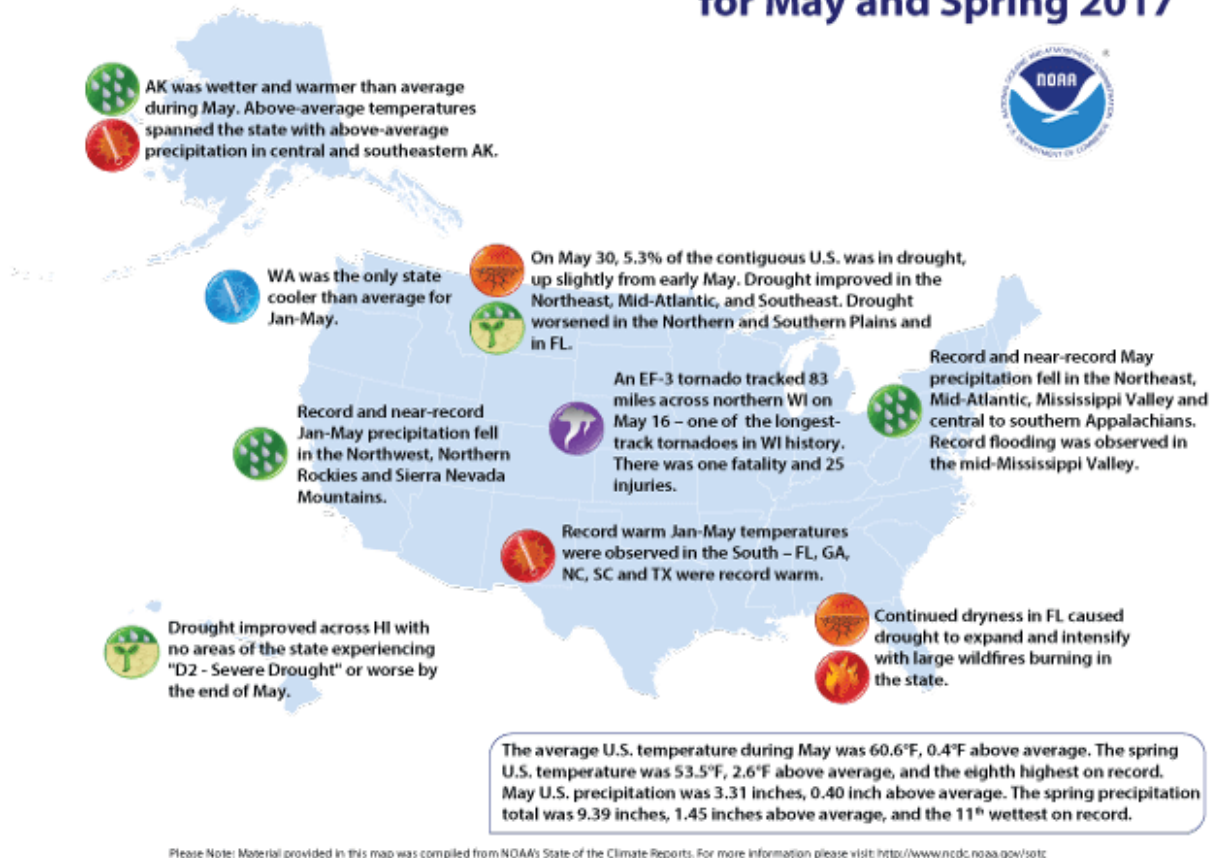 for May and Spring 2017
NOAA
NATIONAL OCEANIC AND ATMOSPHERIC ADMINISTRATION
U.S. DEPARTMENT OF COMMERCE
®
AK was wetter and warmer than average
during May. Above-average temperatures
spanned the state with above-average
precipitation in central and southeastern AK.
WA was the only state
cooler than average for
Jan-May.
On May 30, 5.3% of the contiguous U.S. was in drought,
up slightly from early May. Drought improved in the
Northeast, Mid-Atlantic, and Southeast. Drought
worsened in the Northern and Southern Plains and
in FL.
Record and near-record May
precipitation fell in the Northeast,
Mid-Atlantic, Mississippi Valley and
central to southern Appalachians.
Record flooding was observed in
the mid-Mississippi Valley.
An EF-3 tornado tracked 83
miles across northern WI on
May 16 – one of the longest-
track tornadoes in WI history.
There was one fatality and 25
injuries.
Record and near-record
Jan-May precipitation fell
in the Northwest, Northern
Rockies and Sierra Nevada
Mountains.
Record warm Jan-May temperatures
were observed in the South – FL, GA,
NC, SC and TX were record warm.
Continued dryness in FL caused
drought to expand and intensify
with large wildfires burning in
the state.
Drought improved across HI with
no areas of the state experiencing
"D2 - Severe Drought" or worse by
the end of May.
The average U.S. temperature during May was 60.6°F, 0.4°F above average. The spring
U.S. temperature was 53.5°F, 2.6°F above average, and the eighth highest on record.
May U.S. precipitation was 3.31 inches, 0.40 inch above average. The spring precipitation
total was 9.39 inches, 1.45 inches above average, and the 11th wettest on record.
Please Note: Material provided in this map was compiled from NOAA's State of the Climate Reports. For more information please visit: http://www.ncdc.noaa.gov/sotc